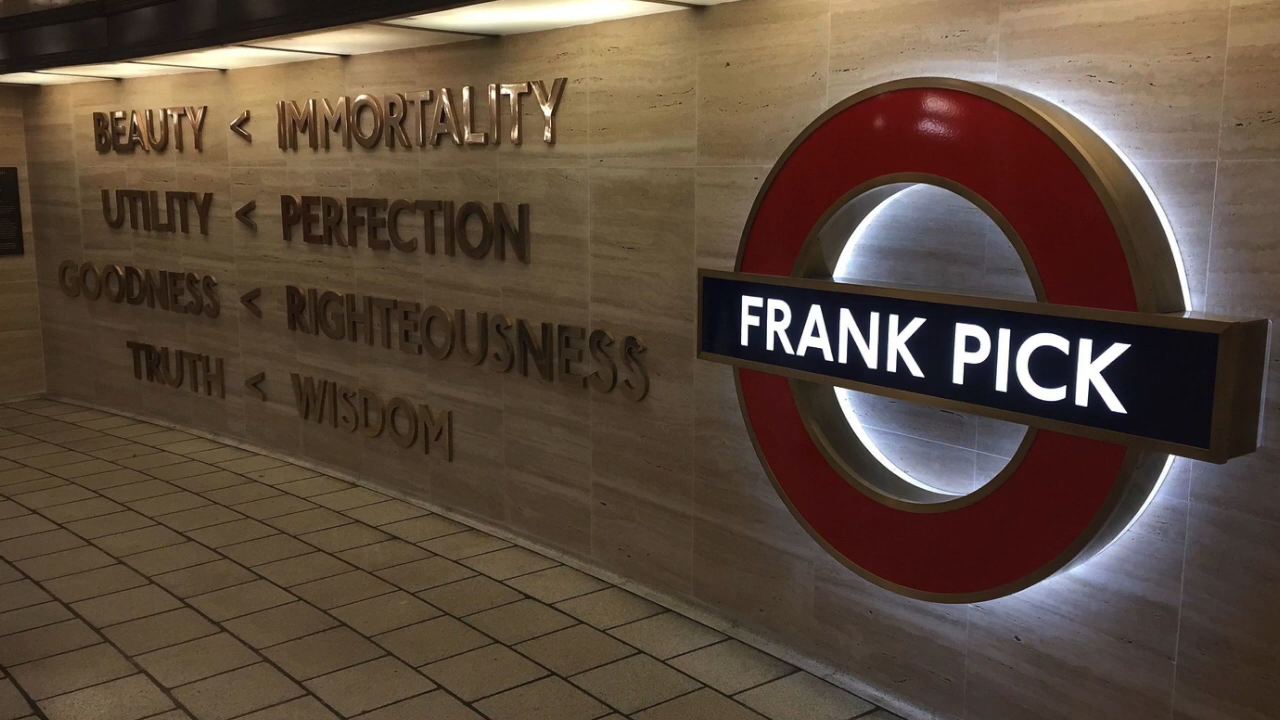 BEAUTY < IMMORTALITY
UTILITY < PERFECTION
GOODNESS < RIGHTEOUSNESS
TRUTH < WISDOM
FRANK PICK